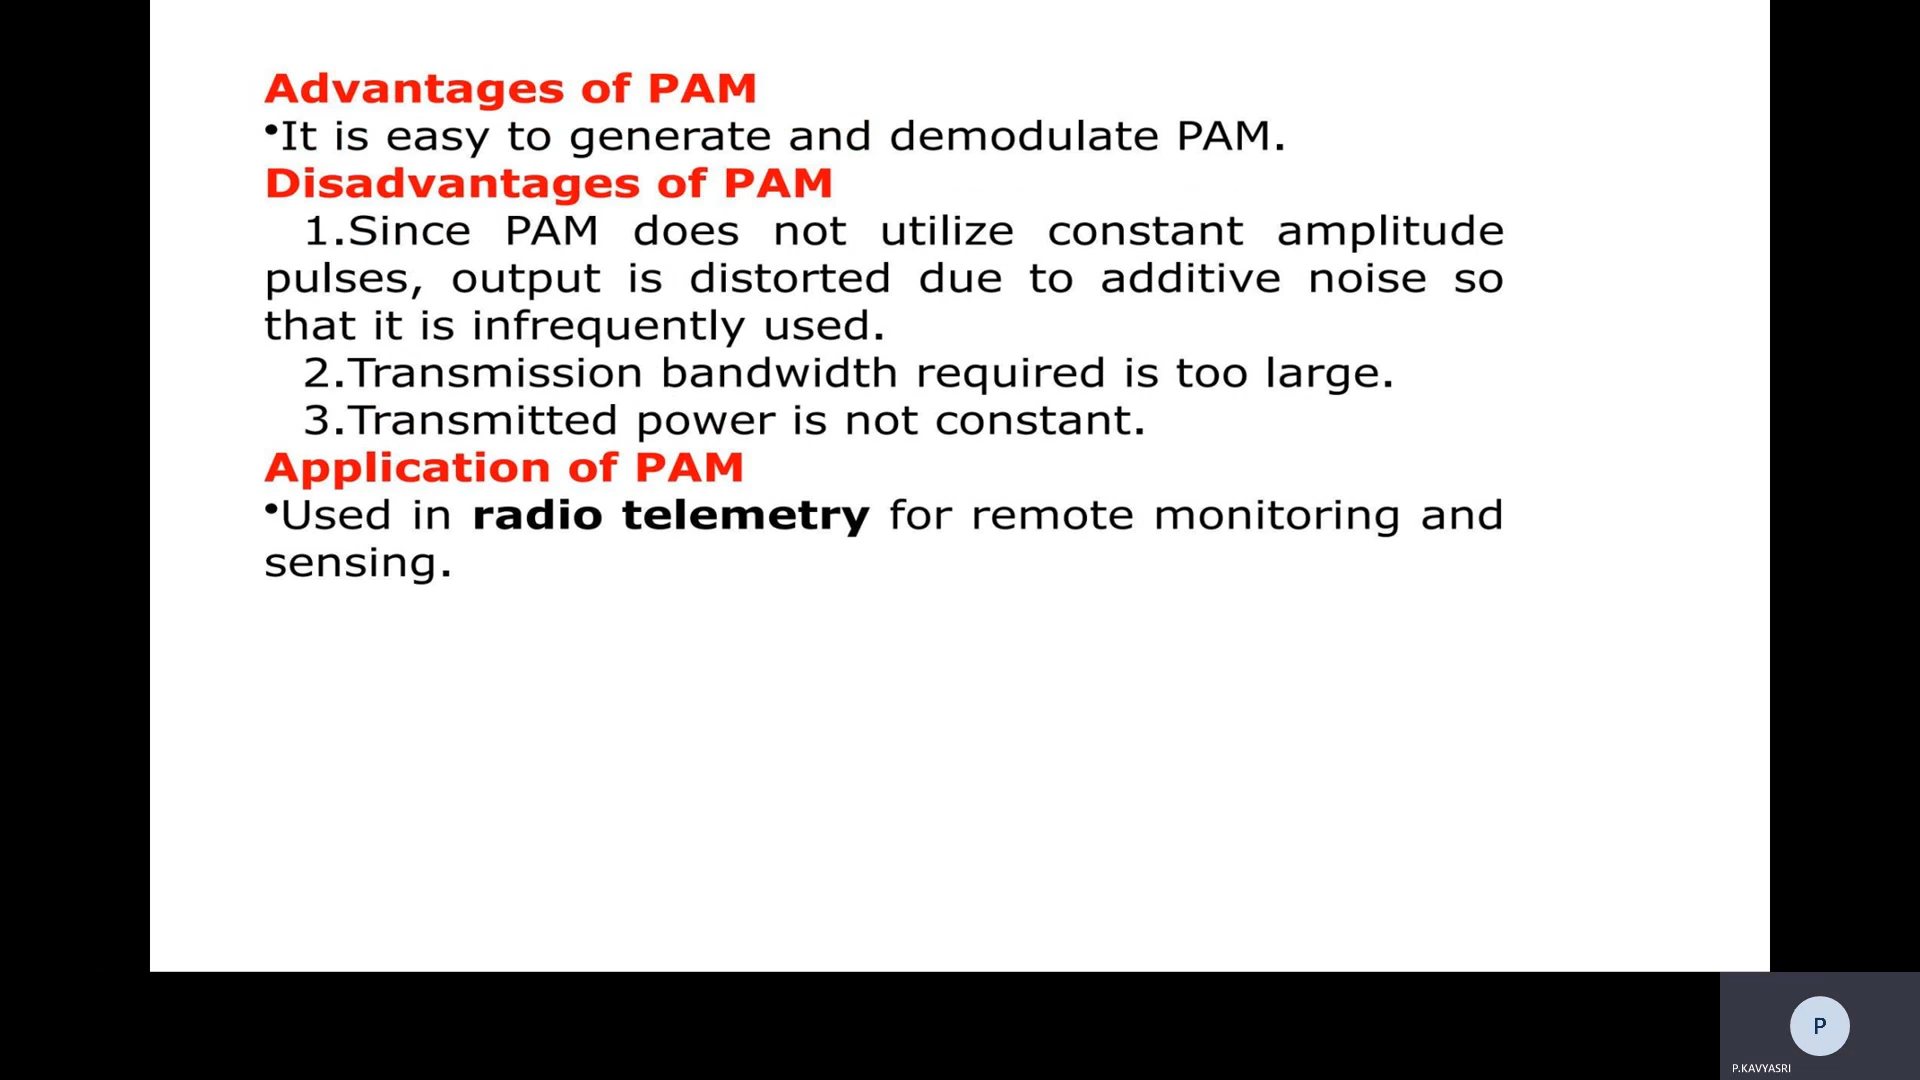 Advantages of PAM
•It is easy to generate and demodulate PAM.
Disadvantages of PAM
1.Since PAM does not utilize constant amplitude
pulses, output is distorted due to additive noise so
that it is infrequently used.
2.Transmission bandwidth required is too large.
3.Transmitted power is not constant.
Application of PAM
•Used in radio telemetry for remote monitoring and
sensing.
P
P.KAVYASRI